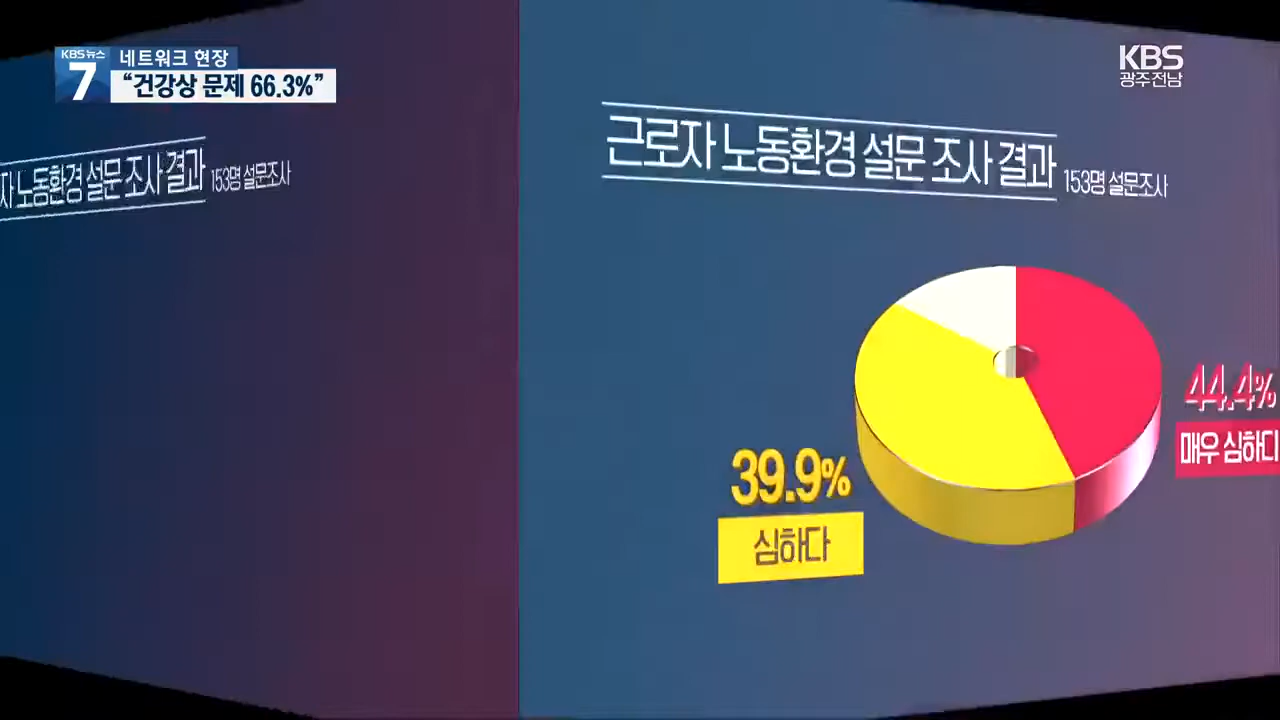 KBS뉴스
7
네트워크 현장
“건강상 문제 66.3%”
KBS
광주전남
자 노동환경 설문 조사 결과 153명 설문조사
근로자 노동환경 설문 조사 결과 153명 설문조사
44.4%
매우 심하다
39.9%
심하다